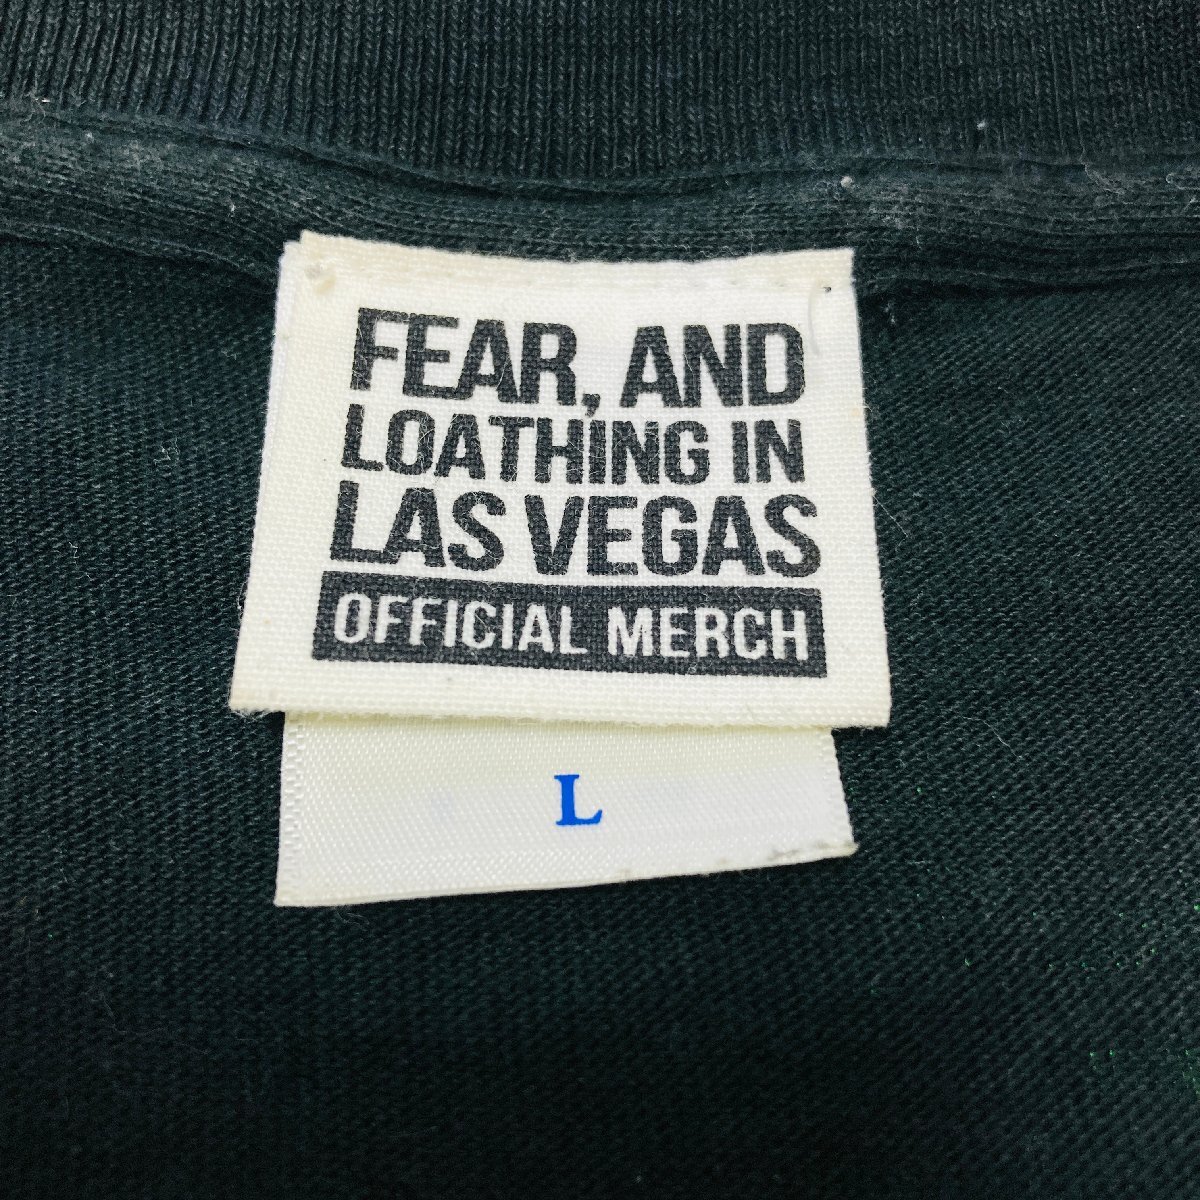 FEAR, AND
LOATHING IN
LAS VEGAS
OFFICIAL MERCH
L